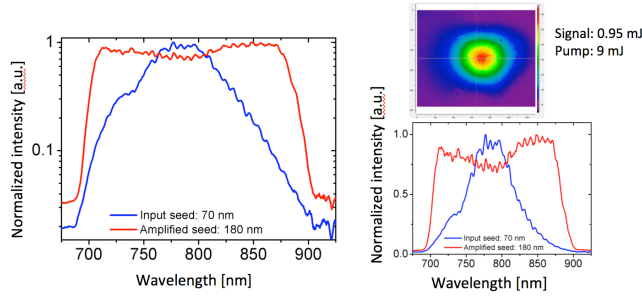 Normalized intensity [a.u.]
1
0.1
Input seed: 70 nm
Amplified seed: 180 nm
700 750 800 850 900
Wavelength [nm]
Signal: 0.95 mJ
Pump: 9 mJ
Normalized intensity [a.u.]
1.0
0.5
0.0
Input seed: 70 nm
Amplified seed: 180 nm
700 750 800 850 900
Wavelength [nm]